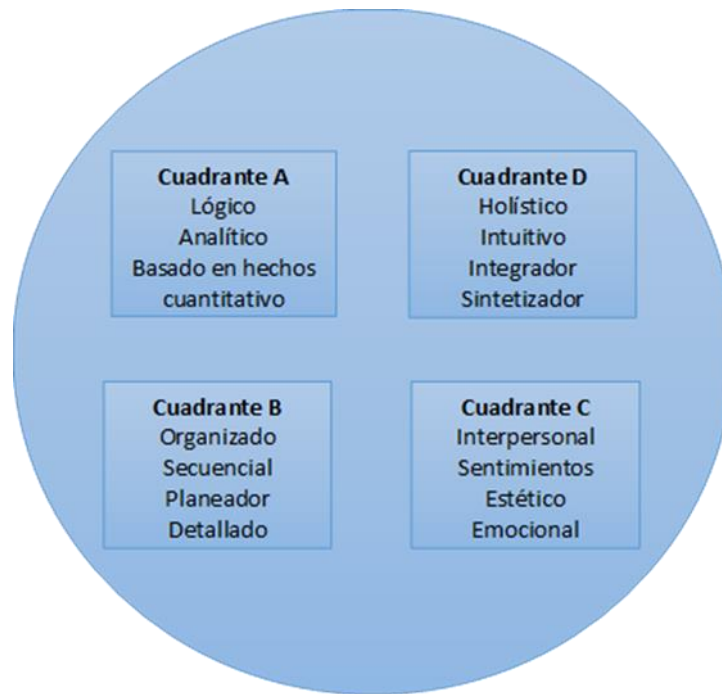 Cuadrante A
Lógico
Analítico
Basado en hechos
cuantitativo
Cuadrante D
Holístico
Intuitivo
Integrador
Sintetizador
Cuadrante B
Organizado
Secuencial
Planeador
Detallado
Cuadrante C
Interpersonal
Sentimientos
Estético
Emocional